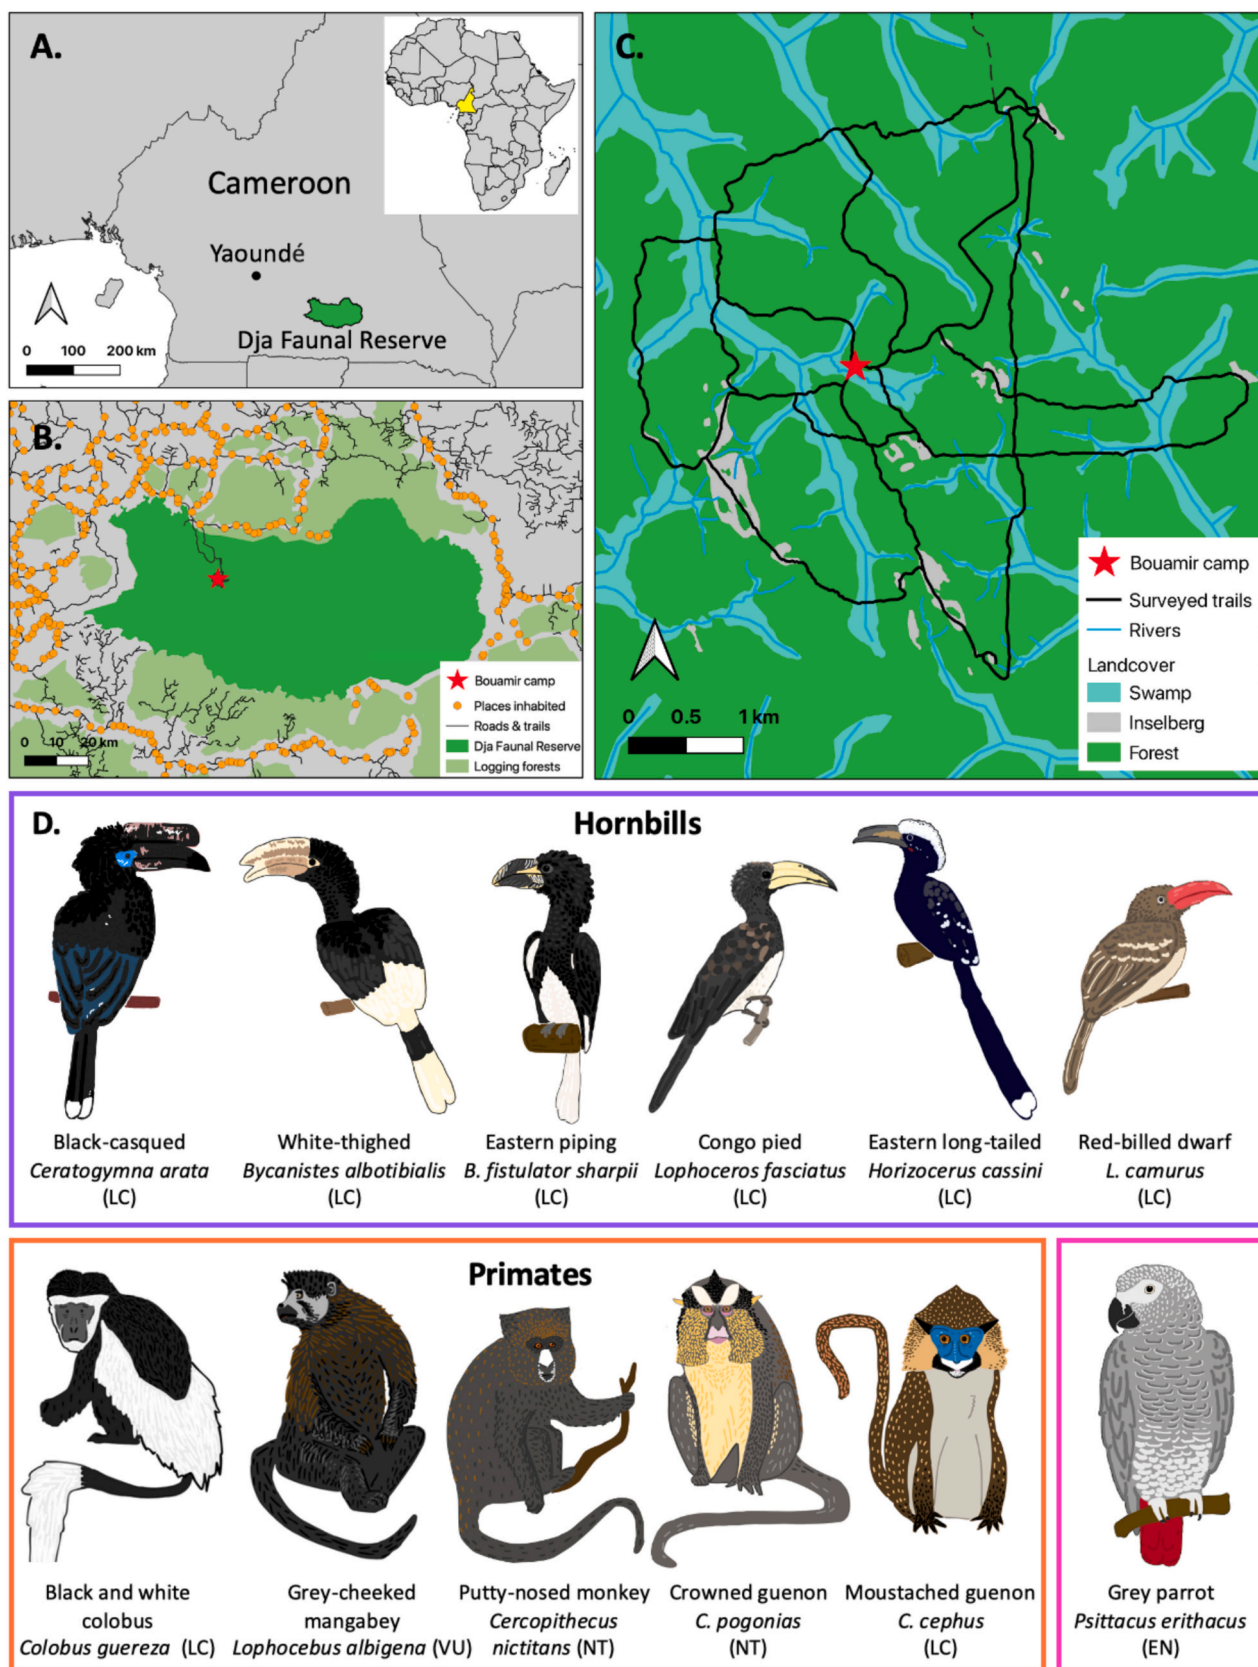 A.
Cameroon
Yaoundé
Dja Faunal Reserve
0 100 200 km
B.
Bouamir camp
Places inhabited
Roads & trails
Dja Faunal Reserve
Logging forests
0 10 20 km
C.
Bouamir camp
Surveyed trails
Rivers
Landcover
Swamp
Inselberg
Forest
0 0.5 1 km
D.
Hornbills
Black-casqued
Ceratogymna atrata
(LC)
White-thighed
Bycanistes albotibialis
(LC)
Eastern piping
B. fistulator sharpii
(LC)
Congo pied
Lophoceros fasciatus
(LC)
Eastern long-tailed
Horizocerus cassini
(LC)
Red-billed dwarf
L. camurus
(LC)
Primates
Black and white
colobus
Colobus guereza (LC)
Grey-cheeked
mangabey
Lophocebus albigena (VU)
Putty-nosed monkey
Cercopithecus
nictitans (NT)
Crowned guenon
C. pogonias
(NT)
Moustached guenon
C. cephus
(LC)
Grey parrot
Psittacus erithacus
(EN)